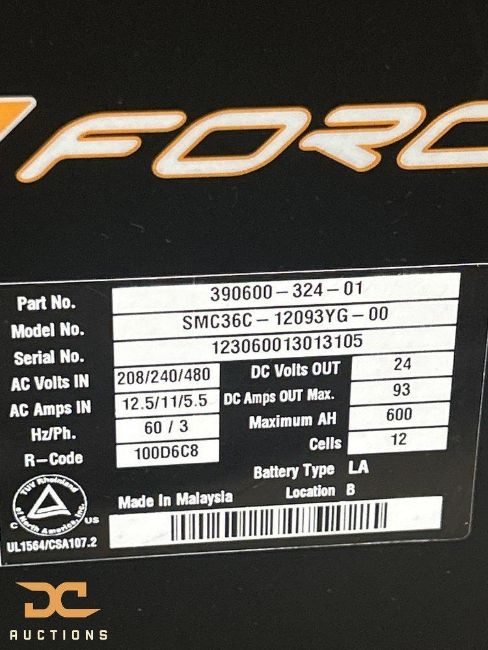 FORC
Part No. 390600-324-01
Model No. SMC36C-12093YG-00
Serial No. 123060013013105
AC Volts IN 208/240/480 DC Volts OUT 24
AC Amps IN 12.5/11/5.5 DC Amps OUT Max. 93
Hz/Ph. 60 / 3 Maximum AH 600
R-Code 100D6C8 Cells 12
Battery Type LA
Made In Malaysia Location B
TUV Rheinland
of North America, Inc.
C US
UL1564/CSA107.2
DC
AUCTIONS